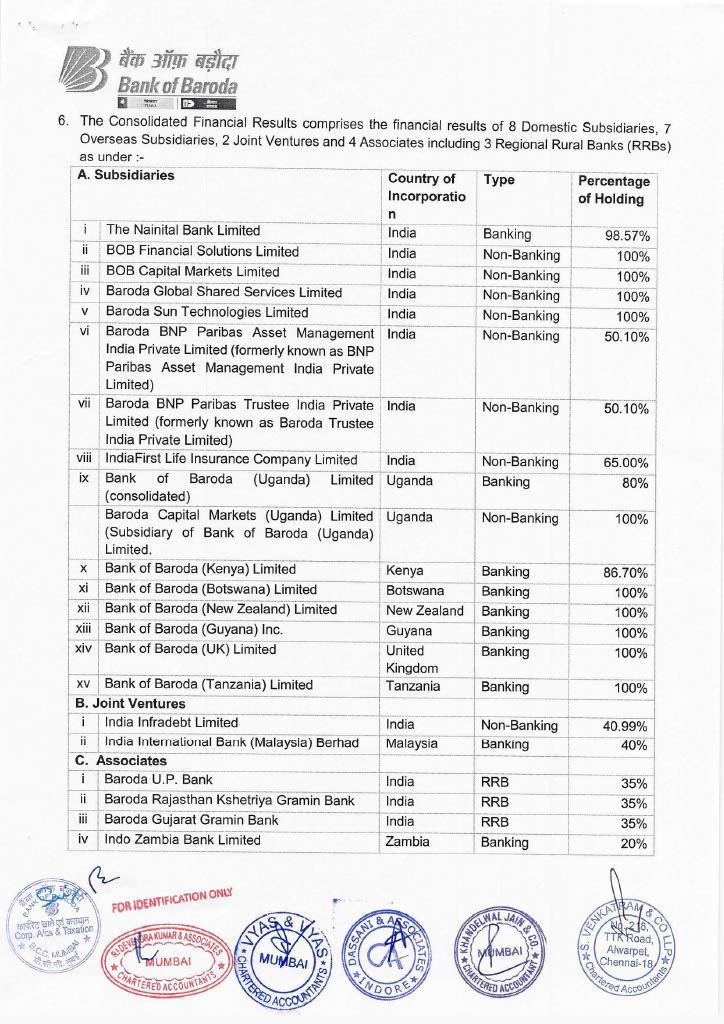 बैंक ऑफ़ बड़ौदा
Bank of Baroda
6. The Consolidated Financial Results comprises the financial results of 8 Domestic Subsidiaries, 7
Overseas Subsidiaries, 2 Joint Ventures and 4 Associates including 3 Regional Rural Banks (RRBs)
as under :-
A. Subsidiaries Country of Incorporatio n Type Percentage of Holding
i The Nainital Bank Limited India Banking 98.57%
ii BOB Financial Solutions Limited India Non-Banking 100%
iii BOB Capital Markets Limited India Non-Banking 100%
iv Baroda Global Shared Services Limited India Non-Banking 100%
v Baroda Sun Technologies Limited India Non-Banking 100%
vi Baroda BNP Paribas Asset Management India Non-Banking 50.10%
India Private Limited (formerly known as BNP
Paribas Asset Management India Private
Limited)
vii Baroda BNP Paribas Trustee India Private India Non-Banking 50.10%
Limited (formerly known as Baroda Trustee
India Private Limited)
viii IndiaFirst Life Insurance Company Limited India Non-Banking 65.00%
ix Bank of Baroda (Uganda) Limited Uganda Banking 80%
(consolidated)
Baroda Capital Markets (Uganda) Limited Uganda Non-Banking 100%
(Subsidiary of Bank of Baroda (Uganda)
Limited.
x Bank of Baroda (Kenya) Limited Kenya Banking 86.70%
xi Bank of Baroda (Botswana) Limited Botswana Banking 100%
xii Bank of Baroda (New Zealand) Limited New Zealand Banking 100%
xiii Bank of Baroda (Guyana) Inc. Guyana Banking 100%
xiv Bank of Baroda (UK) Limited United Banking 100%
Kingdom
xv Bank of Baroda (Tanzania) Limited Tanzania Banking 100%
B. Joint Ventures
i India Infradebt Limited India Non-Banking 40.99%
ii India International Bank (Malaysia) Berhad Malaysia Banking 40%
C. Associates
i Baroda U.P. Bank India RRB 35%
ii Baroda Rajasthan Kshetriya Gramin Bank India RRB 35%
iii Baroda Gujarat Gramin Bank India RRB 35%
iv Indo Zambia Bank Limited Zambia Banking 20%
FOR IDENTIFICATION ONLY
Corp. A/cs & Taxation
B.C.C. MUMBAI
DEVENDRA KUMAR & ASSOCIATES
MUMBAI
CHARTERED ACCOUNTANTS
VYAS & VYAS
MUMBAI
CHARTERED ACCOUNTANTS
DASSANI & ASSOCIATES
CA
INDORE
KHANDELWAL JAIN & CO.
MUMBAI
CHARTERED ACCOUNTANTS
S. VENKATRAM & CO LLP
No. 218,
TTK Road,
Alwarpet,
Chennai-18
Chartered Accountants